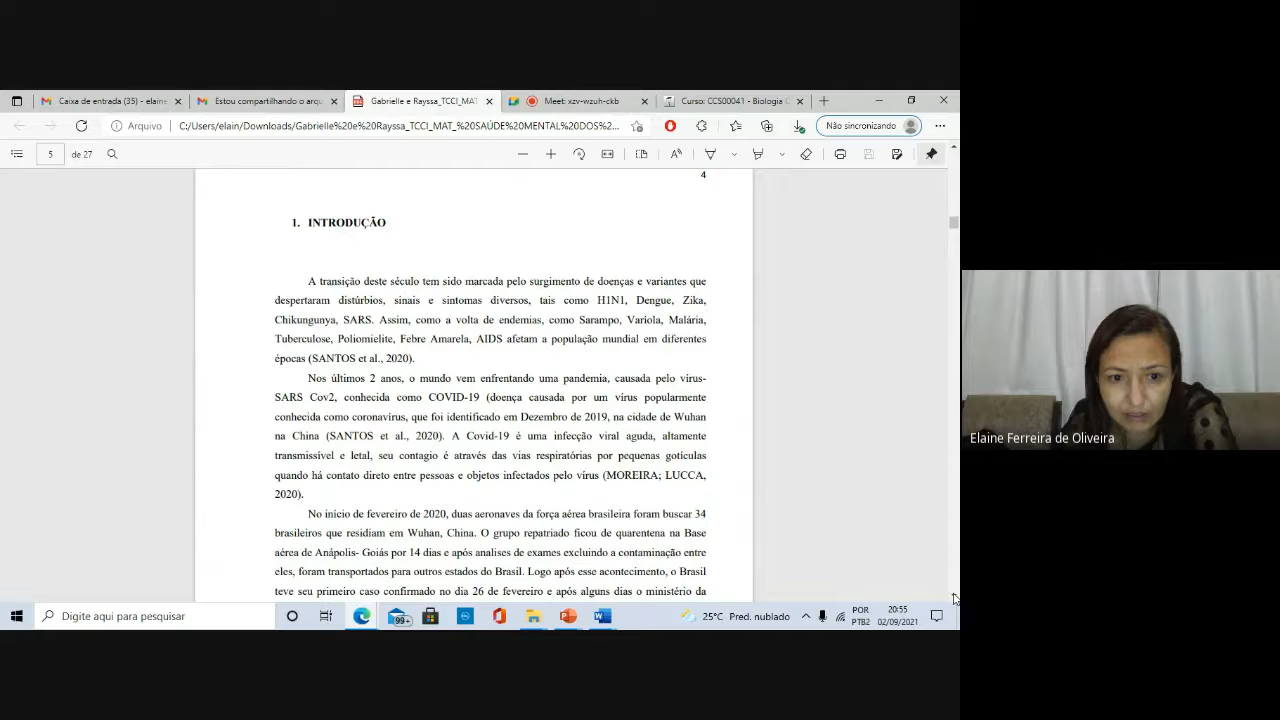 Caixa de entrada (35) - elaine
Estou compartilhando o arqu
Gabrielle e Rayssa_TCCI_MAT
Meet: xzv-wzuh-ckb
Curso: CCS00041 - Biologia C
Arquivo
C:/Users/elain/Downloads/Gabrielle%20e%20Rayssa_TCCI_MAT_%20SAÚDE%20MENTAL%20DOS%2...
Não sincronizando
5 de 27
4
1. INTRODUÇÃO
A transição deste século tem sido marcada pelo surgimento de doenças e variantes que
despertaram distúrbios, sinais e sintomas diversos, tais como H1N1, Dengue, Zika,
Chikungunya, SARS. Assim, como a volta de endemias, como Sarampo, Varíola, Malária,
Tuberculose, Poliomielite, Febre Amarela, AIDS afetam a população mundial em diferentes
épocas (SANTOS et al., 2020).
Nos últimos 2 anos, o mundo vem enfrentando uma pandemia, causada pelo vírus-
SARS Cov2, conhecida como COVID-19 (doença causada por um vírus popularmente
conhecida como coronavírus, que foi identificado em Dezembro de 2019, na cidade de Wuhan
na China (SANTOS et al., 2020). A Covid-19 é uma infecção viral aguda, altamente
transmissível e letal, seu contagio é através das vias respiratórias por pequenas gotículas
quando há contato direto entre pessoas e objetos infectados pelo vírus (MOREIRA; LUCCA,
2020).
No início de fevereiro de 2020, duas aeronaves da força aérea brasileira foram buscar 34
brasileiros que residiam em Wuhan, China. O grupo repatriado ficou de quarentena na Base
aérea de Anápolis- Goiás por 14 dias e após analises de exames excluindo a contaminação entre
eles, foram transportados para outros estados do Brasil. Logo após esse acontecimento, o Brasil
teve seu primeiro caso confirmado no dia 26 de fevereiro e após alguns dias o ministério da
Elaine Ferreira de Oliveira
Digite aqui para pesquisar
99+
25°C Pred. nublado
POR
PTB2
20:55
02/09/2021